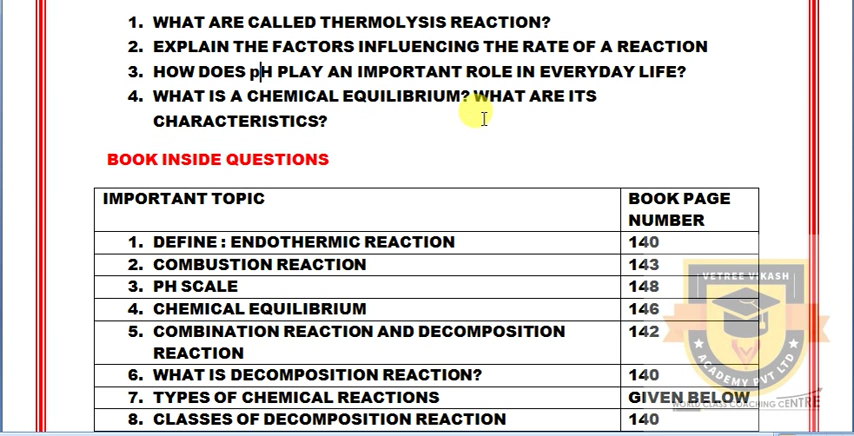 1. WHAT ARE CALLED THERMOLYSIS REACTION?
2. EXPLAIN THE FACTORS INFLUENCING THE RATE OF A REACTION
3. HOW DOES pH PLAY AN IMPORTANT ROLE IN EVERYDAY LIFE?
4. WHAT IS A CHEMICAL EQUILIBRIUM? WHAT ARE ITS
CHARACTERISTICS?
BOOK INSIDE QUESTIONS
IMPORTANT TOPIC BOOK PAGE
NUMBER
1. DEFINE : ENDOTHERMIC REACTION 140
2. COMBUSTION REACTION 143
3. PH SCALE 148
4. CHEMICAL EQUILIBRIUM 146
5. COMBINATION REACTION AND DECOMPOSITION 142
REACTION
6. WHAT IS DECOMPOSITION REACTION? 140
7. TYPES OF CHEMICAL REACTIONS GIVEN BELOW
8. CLASSES OF DECOMPOSITION REACTION 140
VETREE VIKASH
ACADEMY PVT LTD
WORLD CLASS COACHING CENTRE